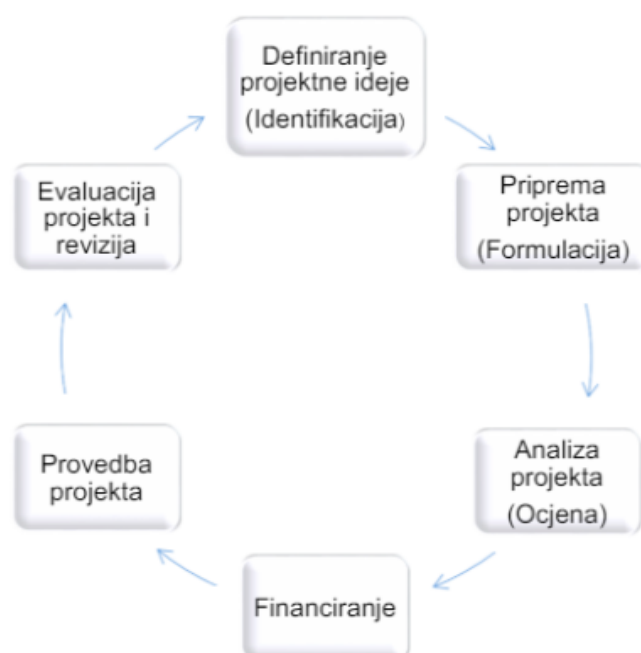 Definiranje
projektne ideje
(Identifikacija)
Priprema
projekta
(Formulacija)
Analiza
projekta
(Ocjena)
Financiranje
Provedba
projekta
Evaluacija
projekta i
revizija